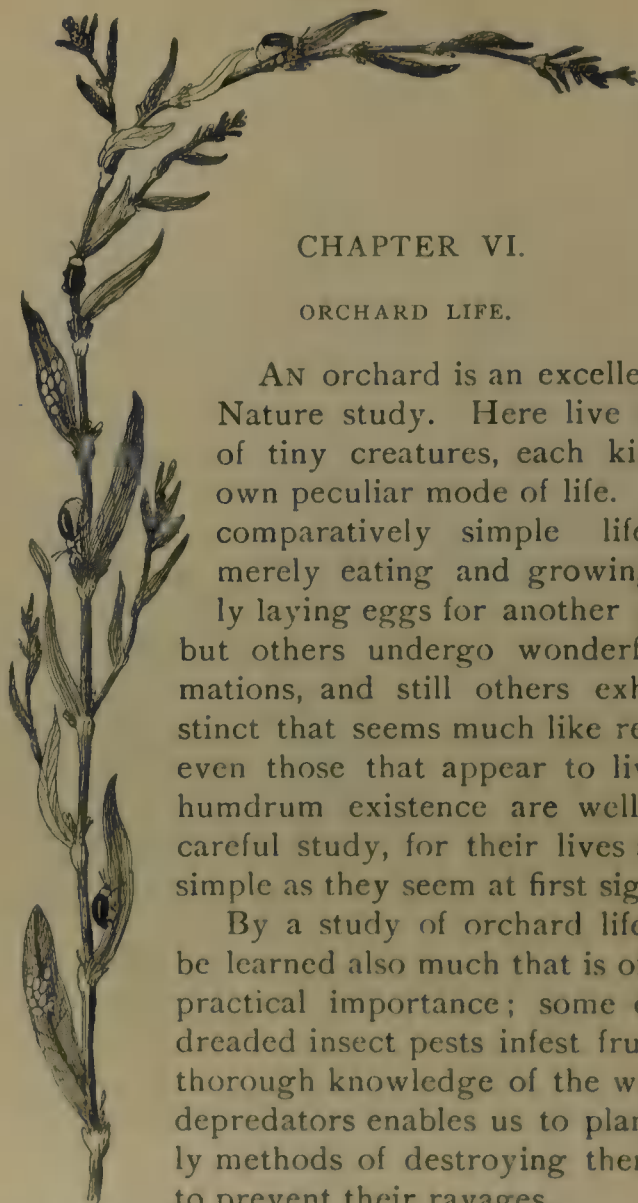 CHAPTER VI.
ORCHARD LIFE.
AN orchard is an excelle
Nature study. Here live
of tiny creatures, each ki
own peculiar mode of life.
comparatively simple life
merely eating and growing
ly laying eggs for another
but others undergo wonderf
mations, and still others exh
stinct that seems much like re
even those that appear to liv
humdrum existence are well
careful study, for their lives
simple as they seem at first sig
By a study of orchard life
be learned also much that is o
practical importance; some
dreaded insect pests infest fru
thorough knowledge of the w
depredators enables us to plan
ly methods of destroying the
to prevent their ravages